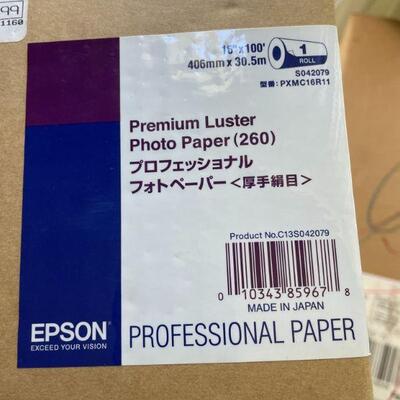 99
1160
16"x100'
406mm x 30.5m
1
ROLL
S042079
型番:PXMC16R11
Premium Luster
Photo Paper (260)
プロフェッショナル
フォトペーパー＜厚手絹目＞
Product No.C13S042079
0 10343 85967 8
MADE IN JAPAN
EPSON
EXCEED YOUR VISION
PROFESSIONAL PAPER